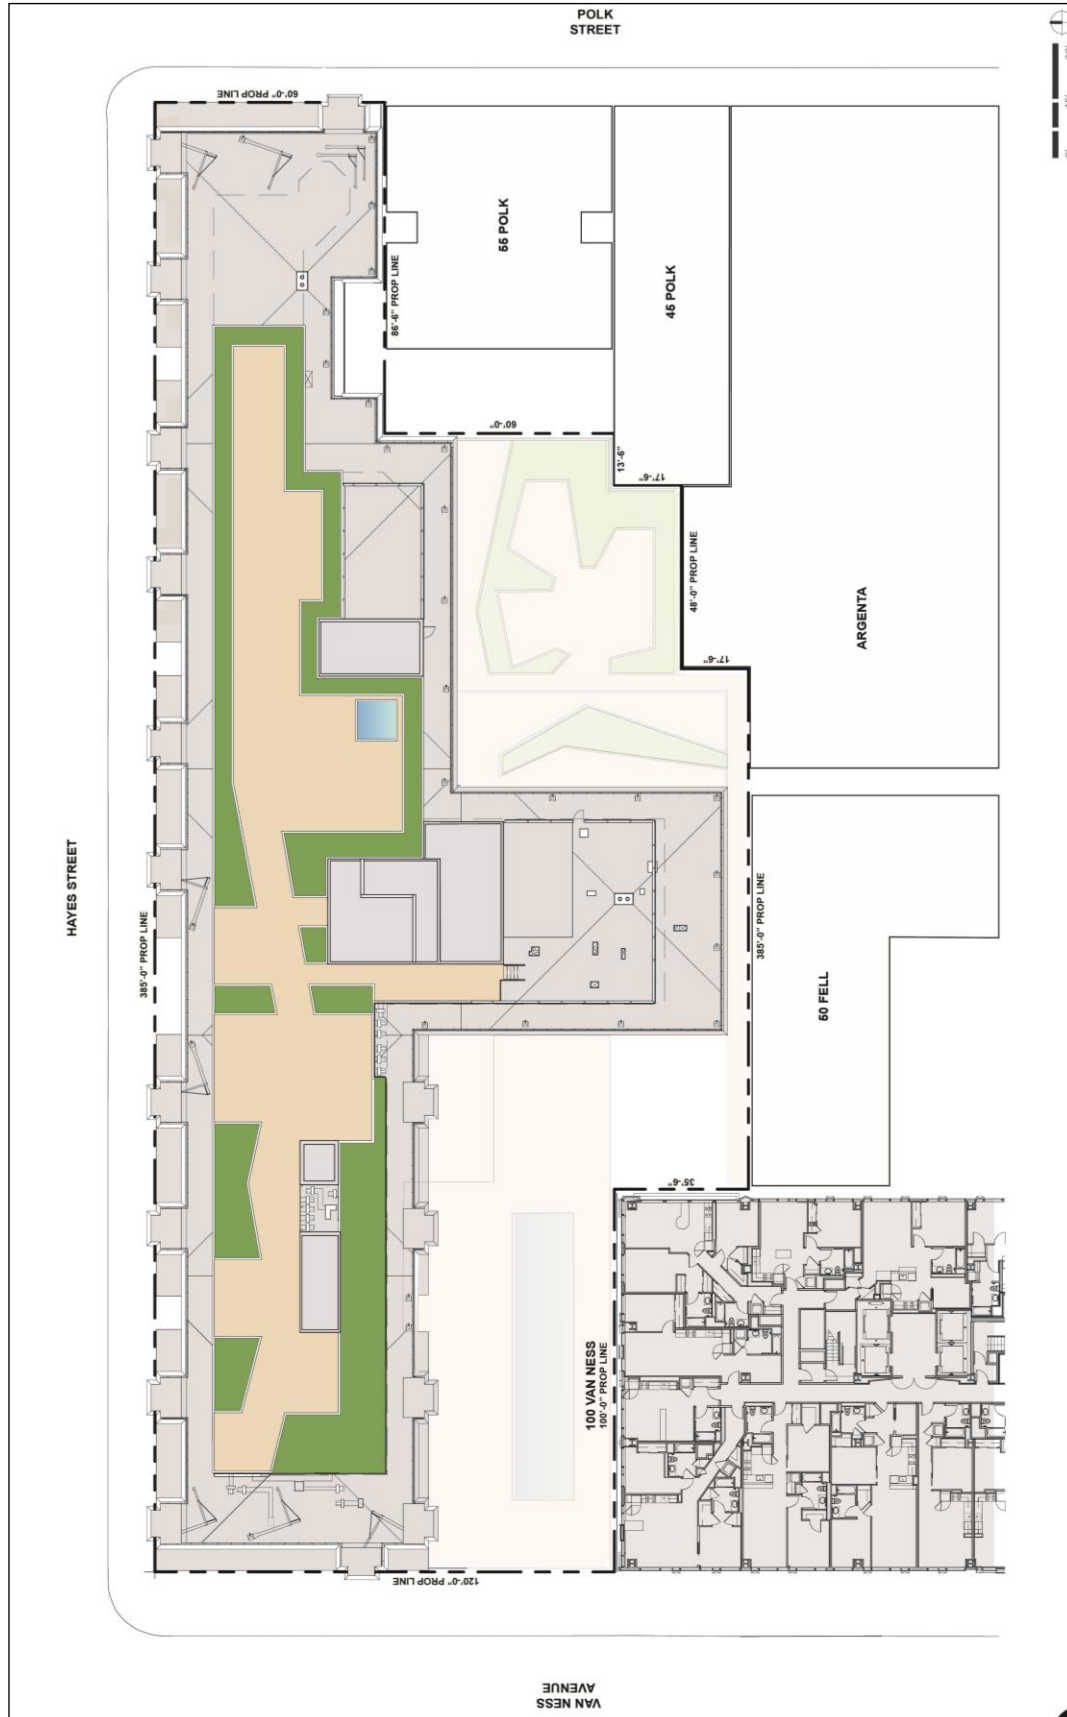 POLK
STREET
60'-0" PROP LINE
55 POLK
86'-6" PROP LINE
45 POLK
60'-0"
13'-6"
17'-6"
48'-0" PROP LINE
ARGENTA
17'-6"
HAYES STREET
385'-0" PROP LINE
385'-0" PROP LINE
50 FELL
35'-6"
100 VAN NESS
100'-0" PROP LINE
120'-0" PROP LINE
VAN NESS
AVENUE